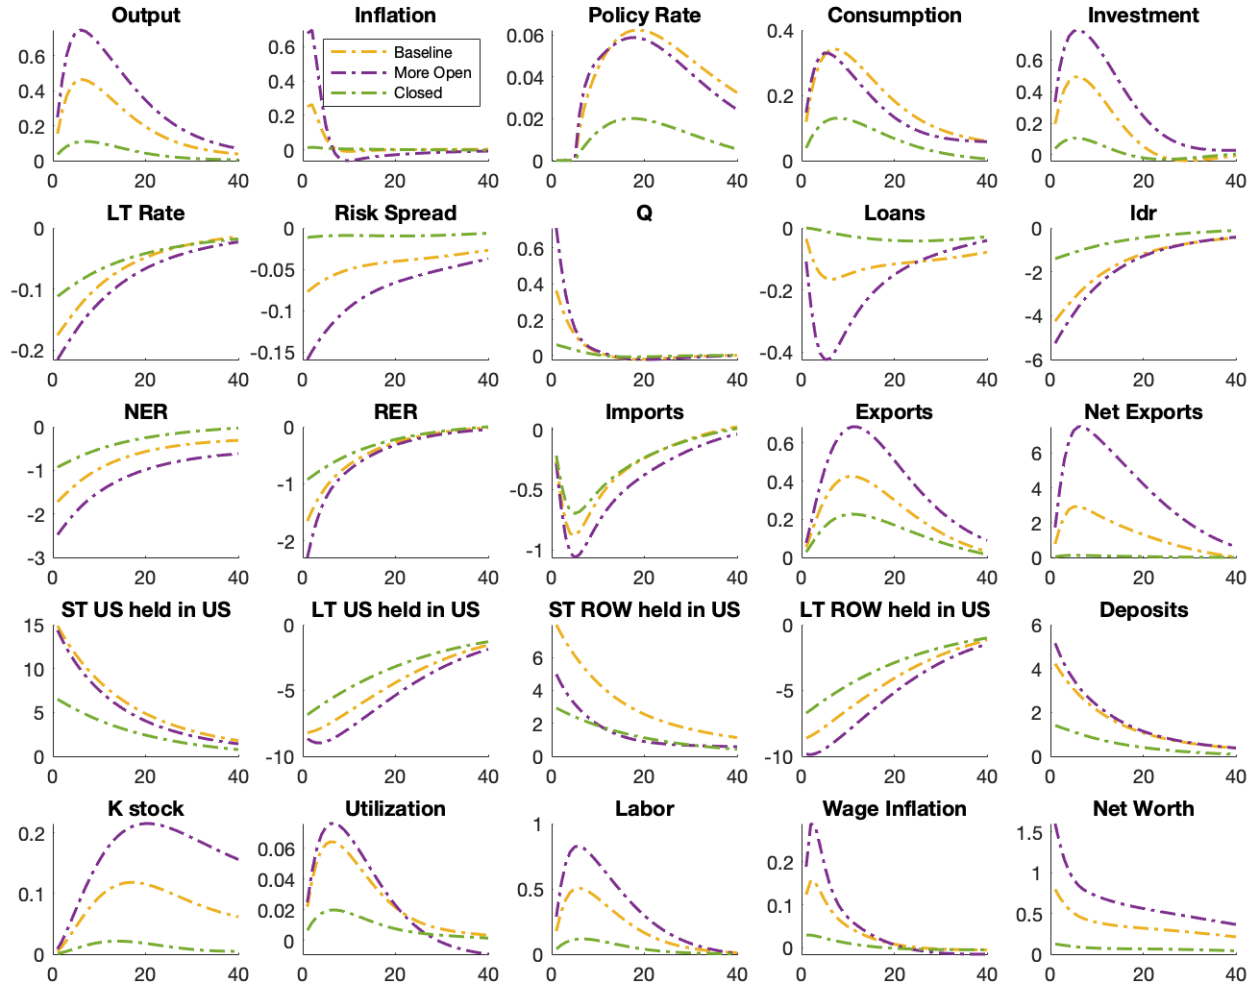 Output
Inflation
Policy Rate
Consumption
Investment
0.6
0.4
0.2
0
0 20 40
0.6
0.4
0.2
0
0 20 40
Baseline
More Open
Closed
0.06
0.04
0.02
0
0 20 40
0.4
0.2
0
0 20 40
0.6
0.4
0.2
0
0 20 40
LT Rate
Risk Spread
Q
Loans
ldr
0
-0.1
-0.2
0 20 40
0
-0.05
-0.1
-0.15
0 20 40
0.6
0.4
0.2
0
0 20 40
0
-0.2
-0.4
0 20 40
0
-2
-4
-6
0 20 40
NER
RER
Imports
Exports
Net Exports
0
-1
-2
-3
0 20 40
0
-1
-2
0 20 40
0
-0.5
-1
0 20 40
0.6
0.4
0.2
0
0 20 40
6
4
2
0
0 20 40
ST US held in US
LT US held in US
ST ROW held in US
LT ROW held in US
Deposits
15
10
5
0
0 20 40
0
-5
-10
0 20 40
6
4
2
0
0 20 40
0
-5
-10
0 20 40
6
4
2
0
0 20 40
K stock
Utilization
Labor
Wage Inflation
Net Worth
0.2
0.1
0
0 20 40
0.06
0.04
0.02
0
0 20 40
1
0.5
0
0 20 40
0.2
0.1
0
0 20 40
1.5
1
0.5
0
0 20 40